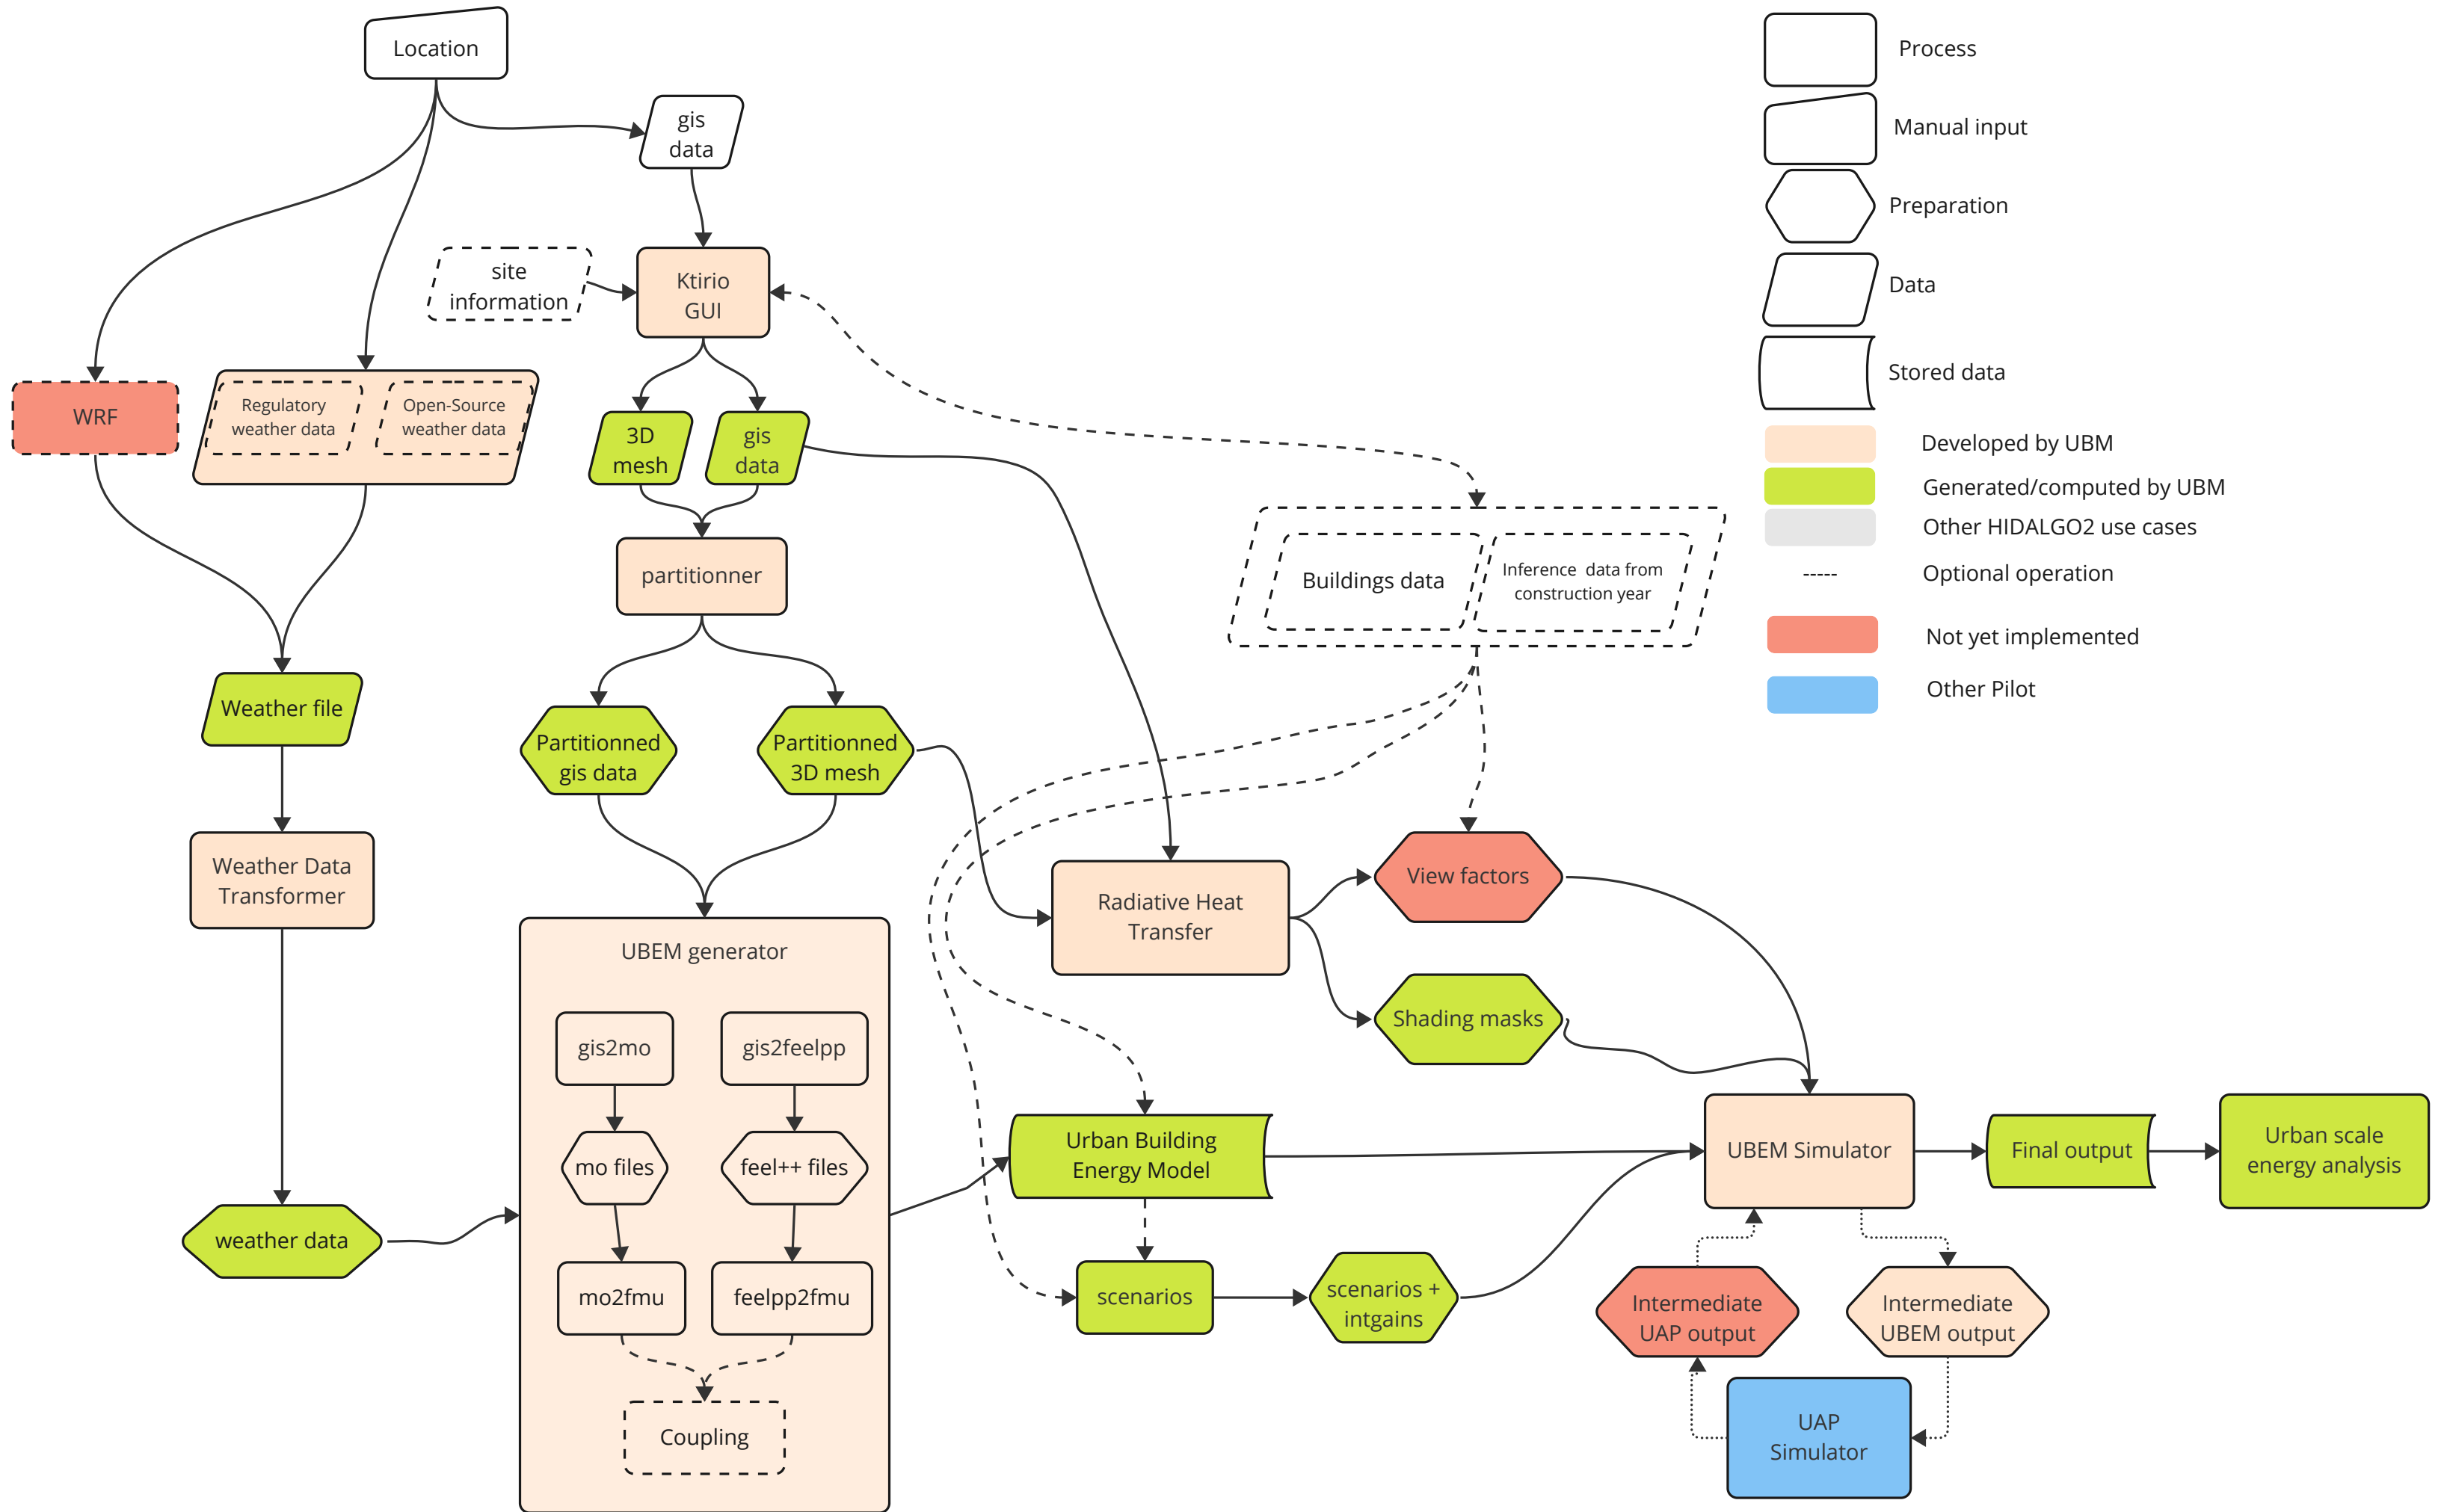 Location
gis
data
site
information
Ktirio
GUI
WRF
Regulatory
weather data
Open-Source
weather data
3D
mesh
gis
data
partitionner
Buildings data
Inference data from
construction year
Weather file
Partitionned
gis data
Partitionned
3D mesh
Weather Data
Transformer
Radiative Heat
Transfer
View factors
Shading masks
UBEM generator
gis2mo
gis2feelpp
mo files
feel++ files
mo2fmu
feelpp2fmu
Coupling
weather data
Urban Building
Energy Model
scenarios
scenarios +
intgains
UBEM Simulator
Final output
Urban scale
energy analysis
Intermediate
UAP output
Intermediate
UBEM output
UAP
Simulator
Process
Manual input
Preparation
Data
Stored data
Developed by UBM
Generated/computed by UBM
Other HIDALGO2 use cases
----- Optional operation
Not yet implemented
Other Pilot